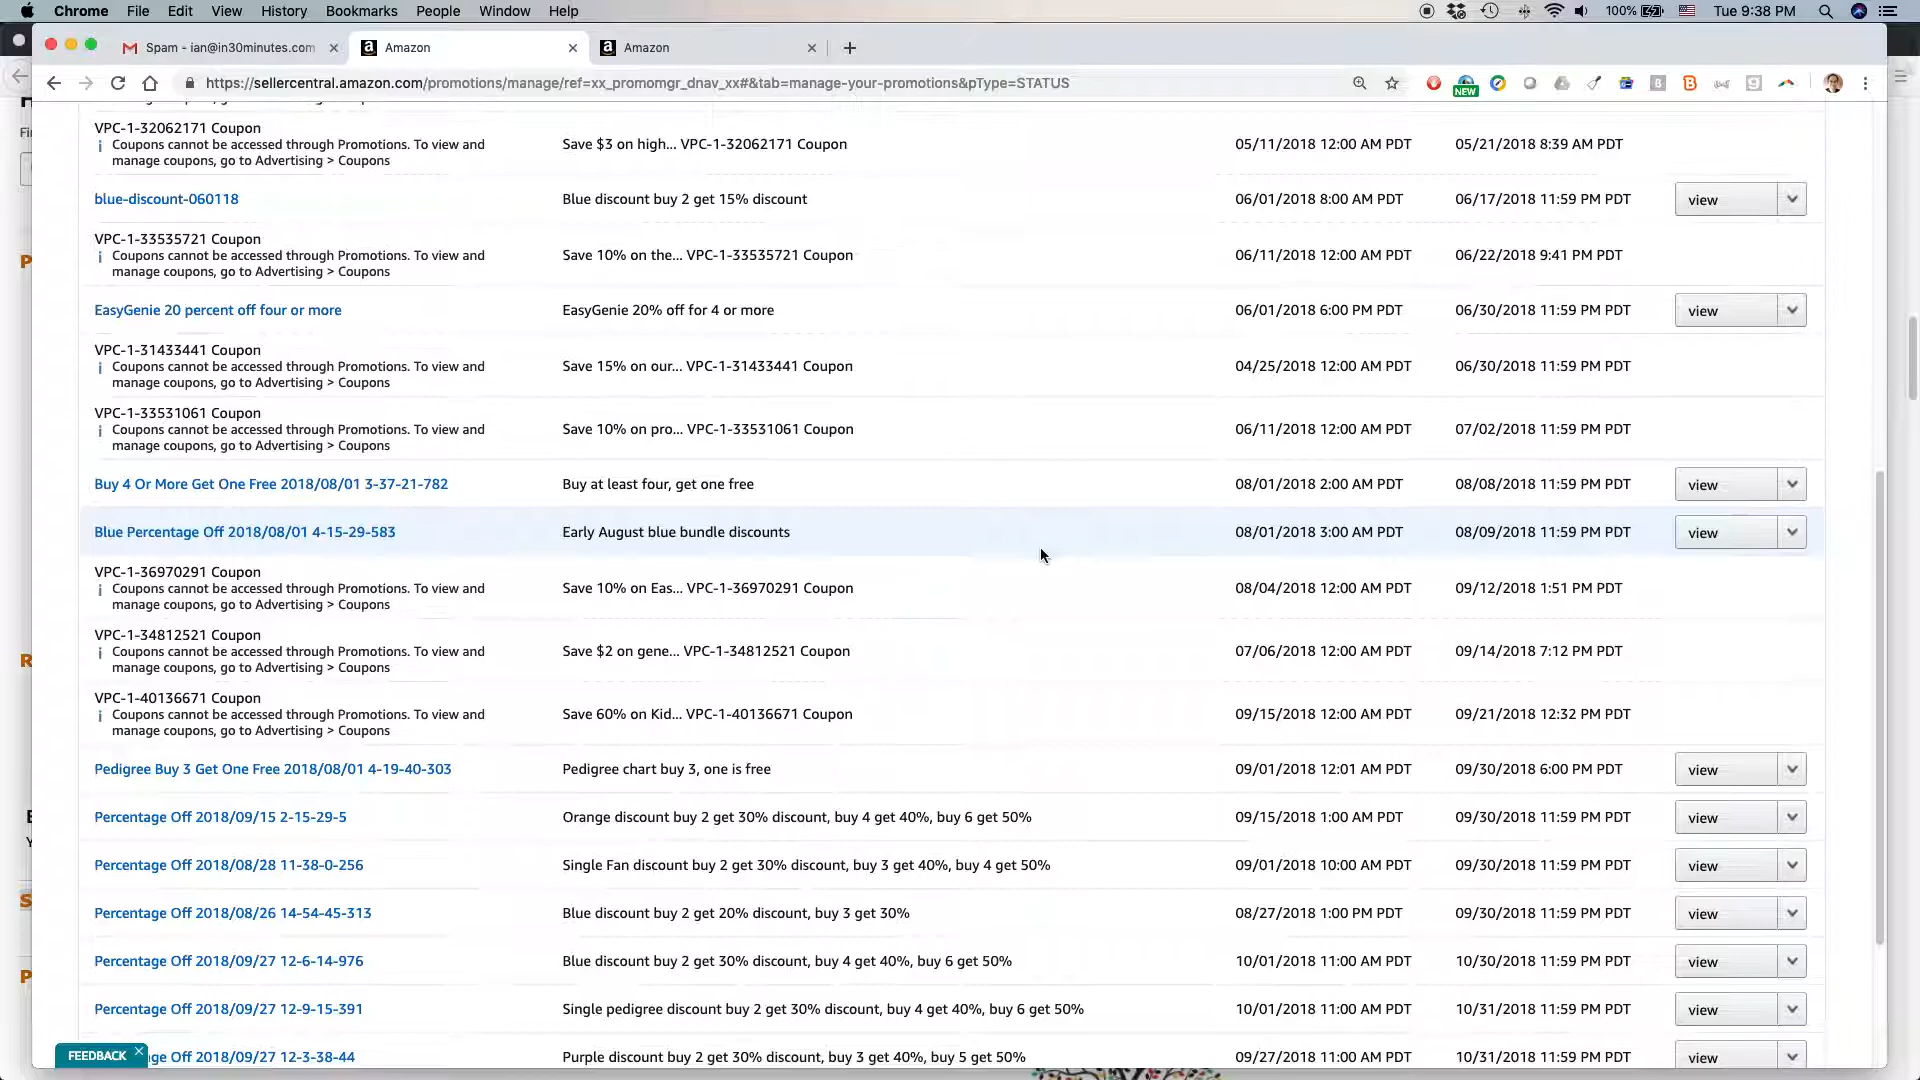 Chrome File Edit View History Bookmarks People Window Help 100% Tue 9:38 PM
Spam - ian@in30minutes.com Amazon Amazon
https://sellercentral.amazon.com/promotions/manage/ref=xx_promomgr_dnav_xx#&tab=manage-your-promotions&pType=STATUS NEW
VPC-1-32062171 Coupon
Coupons cannot be accessed through Promotions. To view and
manage coupons, go to Advertising > Coupons
Save $3 on high... VPC-1-32062171 Coupon 05/11/2018 12:00 AM PDT 05/21/2018 8:39 AM PDT
blue-discount-060118 Blue discount buy 2 get 15% discount 06/01/2018 8:00 AM PDT 06/17/2018 11:59 PM PDT view
VPC-1-33535721 Coupon
Coupons cannot be accessed through Promotions. To view and
manage coupons, go to Advertising > Coupons
Save 10% on the... VPC-1-33535721 Coupon 06/11/2018 12:00 AM PDT 06/22/2018 9:41 PM PDT
EasyGenie 20 percent off four or more EasyGenie 20% off for 4 or more 06/01/2018 6:00 PM PDT 06/30/2018 11:59 PM PDT view
VPC-1-31433441 Coupon
Coupons cannot be accessed through Promotions. To view and
manage coupons, go to Advertising > Coupons
Save 15% on our... VPC-1-31433441 Coupon 04/25/2018 12:00 AM PDT 06/30/2018 11:59 PM PDT
VPC-1-33531061 Coupon
Coupons cannot be accessed through Promotions. To view and
manage coupons, go to Advertising > Coupons
Save 10% on pro... VPC-1-33531061 Coupon 06/11/2018 12:00 AM PDT 07/02/2018 11:59 PM PDT
Buy 4 Or More Get One Free 2018/08/01 3-37-21-782 Buy at least four, get one free 08/01/2018 2:00 AM PDT 08/08/2018 11:59 PM PDT view
Blue Percentage Off 2018/08/01 4-15-29-583 Early August blue bundle discounts 08/01/2018 3:00 AM PDT 08/09/2018 11:59 PM PDT view
VPC-1-36970291 Coupon
Coupons cannot be accessed through Promotions. To view and
manage coupons, go to Advertising > Coupons
Save 10% on Eas... VPC-1-36970291 Coupon 08/04/2018 12:00 AM PDT 09/12/2018 1:51 PM PDT
VPC-1-34812521 Coupon
Coupons cannot be accessed through Promotions. To view and
manage coupons, go to Advertising > Coupons
Save $2 on gene... VPC-1-34812521 Coupon 07/06/2018 12:00 AM PDT 09/14/2018 7:12 PM PDT
VPC-1-40136671 Coupon
Coupons cannot be accessed through Promotions. To view and
manage coupons, go to Advertising > Coupons
Save 60% on Kid... VPC-1-40136671 Coupon 09/15/2018 12:00 AM PDT 09/21/2018 12:32 PM PDT
Pedigree Buy 3 Get One Free 2018/08/01 4-19-40-303 Pedigree chart buy 3, one is free 09/01/2018 12:01 AM PDT 09/30/2018 6:00 PM PDT view
Percentage Off 2018/09/15 2-15-29-5 Orange discount buy 2 get 30% discount, buy 4 get 40%, buy 6 get 50% 09/15/2018 1:00 AM PDT 09/30/2018 11:59 PM PDT view
Percentage Off 2018/08/28 11-38-0-256 Single Fan discount buy 2 get 30% discount, buy 3 get 40%, buy 4 get 50% 09/01/2018 10:00 AM PDT 09/30/2018 11:59 PM PDT view
Percentage Off 2018/08/26 14-54-45-313 Blue discount buy 2 get 20% discount, buy 3 get 30% 08/27/2018 1:00 PM PDT 09/30/2018 11:59 PM PDT view
Percentage Off 2018/09/27 12-6-14-976 Blue discount buy 2 get 30% discount, buy 4 get 40%, buy 6 get 50% 10/01/2018 11:00 AM PDT 10/30/2018 11:59 PM PDT view
Percentage Off 2018/09/27 12-9-15-391 Single pedigree discount buy 2 get 30% discount, buy 4 get 40%, buy 6 get 50% 10/01/2018 11:00 AM PDT 10/31/2018 11:59 PM PDT view
FEEDBACK ge Off 2018/09/27 12-3-38-44 Purple discount buy 2 get 30% discount, buy 3 get 40%, buy 5 get 50% 09/27/2018 11:00 AM PDT 10/31/2018 11:59 PM PDT view